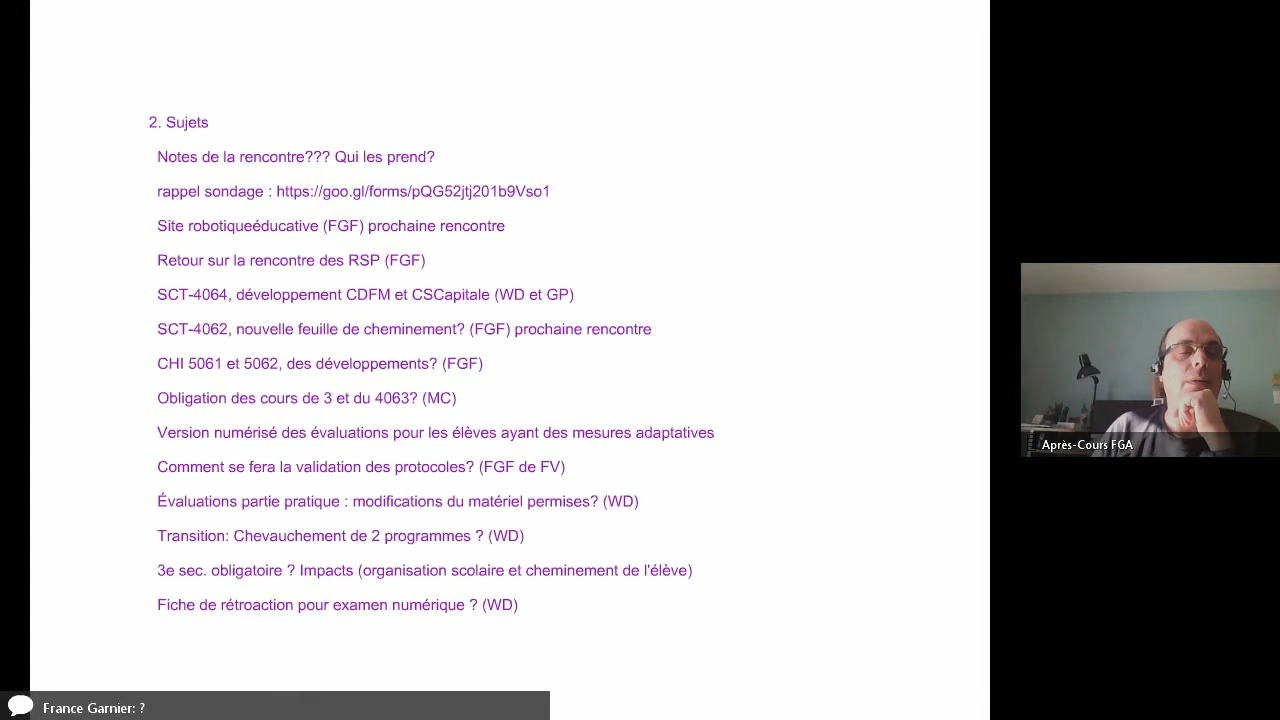 2. Sujets
Notes de la rencontre??? Qui les prend?
rappel sondage : https://goo.gl/forms/pQG52jtj201b9Vso1
Site robotiqueéducative (FGF) prochaine rencontre
Retour sur la rencontre des RSP (FGF)
SCT-4064, développement CDFM et CSCapitale (WD et GP)
SCT-4062, nouvelle feuille de cheminement? (FGF) prochaine rencontre
CHI 5061 et 5062, des développements? (FGF)
Obligation des cours de 3 et du 4063? (MC)
Version numérisé des évaluations pour les élèves ayant des mesures adaptatives
Comment se fera la validation des protocoles? (FGF de FV)
Évaluations partie pratique : modifications du matériel permises? (WD)
Transition: Chevauchement de 2 programmes ? (WD)
3e sec. obligatoire ? Impacts (organisation scolaire et cheminement de l'élève)
Fiche de rétroaction pour examen numérique ? (WD)
Après-Cours FGA
France Garnier: ?